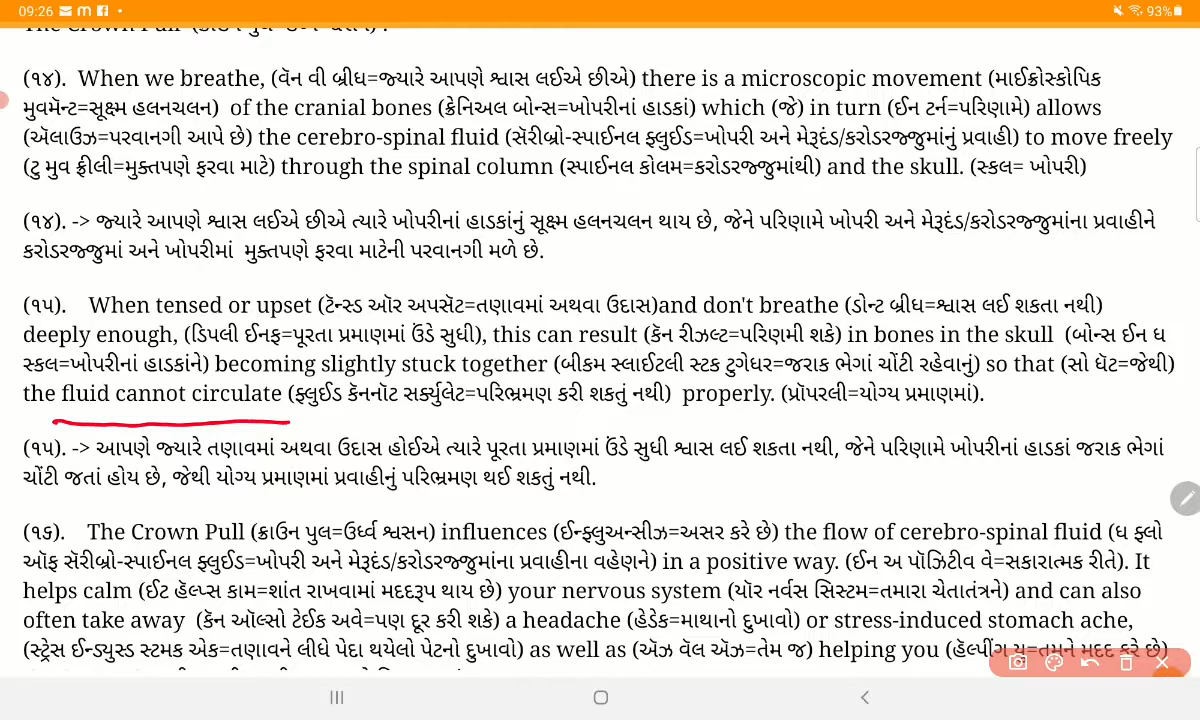 09:26
93%
The Crown Pull (ક્રાઉન પુલ=ઉર્ધ્વ શ્વસન) :
(૧૪). When we breathe, (વૅન વી બ્રીધ=જ્યારે આપણે શ્વાસ લઈએ છીએ) there is a microscopic movement (માઈક્રોસ્કોપિક
મુવમૅન્ટ=સૂક્ષ્મ હલનચલન) of the cranial bones (ક્રેનિઅલ બોન્સ=ખોપરીનાં હાડકાં) which (જે) in turn (ઈન ટર્ન=પરિણામે) allows
(ઍલાઉઝ=પરવાનગી આપે છે) the cerebro-spinal fluid (સૅરીબ્રો-સ્પાઈનલ ફ્લુઈડ=ખોપરી અને મેરૂદંડ/કરોડરજ્જુમાંનું પ્રવાહી) to move freely
(ટુ મુવ ફ્રીલી=મુક્તપણે ફરવા માટે) through the spinal column (સ્પાઈનલ કોલમ=કરોડરજ્જુમાંથી) and the skull. (સ્કલ= ખોપરી)
(૧૪). -> જ્યારે આપણે શ્વાસ લઈએ છીએ ત્યારે ખોપરીનાં હાડકાંનું સૂક્ષ્મ હલનચલન થાય છે, જેને પરિણામે ખોપરી અને મેરૂદંડ/કરોડરજ્જુમાંના પ્રવાહીને
કરોડરજ્જુમાં અને ખોપરીમાં મુક્તપણે ફરવા માટેની પરવાનગી મળે છે.
(૧૫). When tensed or upset (ટૅન્સ્ડ ઑર અપસૅટ=તણાવમાં અથવા ઉદાસ)and don't breathe (ડોન્ટ બ્રીધ=શ્વાસ લઈ શકતા નથી)
deeply enough, (ડિપલી ઈનફ=પૂરતા પ્રમાણમાં ઉંડે સુધી), this can result (કૅન રીઝલ્ટ=પરિણમી શકે) in bones in the skull (બોન્સ ઈન ધ
સ્કલ=ખોપરીનાં હાડકાંને) becoming slightly stuck together (બીકમ સ્લાઈટલી સ્ટક ટુગેધર=જરાક ભેગાં ચોંટી રહેવાનું) so that (સો ધૅટ=જેથી)
the fluid cannot circulate (ફ્લુઈડ કૅનનૉટ સર્ક્યુલેટ=પરિભ્રમણ કરી શકતું નથી) properly. (પ્રૉપરલી=યોગ્ય પ્રમાણમાં).
(૧૫). -> આપણે જ્યારે તણાવમાં અથવા ઉદાસ હોઈએ ત્યારે પૂરતા પ્રમાણમાં ઉંડે સુધી શ્વાસ લઈ શકતા નથી, જેને પરિણામે ખોપરીનાં હાડકાં જરાક ભેગાં
ચોંટી જતાં હોય છે, જેથી યોગ્ય પ્રમાણમાં પ્રવાહીનું પરિભ્રમણ થઈ શકતું નથી.
(૧૬). The Crown Pull (ક્રાઉન પુલ=ઉર્ધ્વ શ્વસન) influences (ઈન્ફ્લુઅન્સીઝ=અસર કરે છે) the flow of cerebro-spinal fluid (ધ ફ્લો
ઑફ સૅરીબ્રો-સ્પાઈનલ ફ્લુઈડ=ખોપરી અને મેરૂદંડ/કરોડરજ્જુમાંના પ્રવાહીના વહેણને) in a positive way. (ઈન અ પૉઝિટીવ વે=સકારાત્મક રીતે). It
helps calm (ઈટ હૅલ્પ્સ કામ=શાંત રાખવામાં મદદરૂપ થાય છે) your nervous system (યૉર નર્વસ સિસ્ટમ=તમારા ચેતાતંત્રને) and can also
often take away (કૅન ઑલ્સો ટેઈક અવે=પણ દૂર કરી શકે) a headache (હેડેક=માથાનો દુખાવો) or stress-induced stomach ache,
(સ્ટ્રેસ ઈન્ડ્યુસ્ડ સ્ટમક એક=તણાવને લીધે પેદા થયેલો પેટનો દુખાવો) as well as (ઍઝ વૅલ ઍઝ=તેમ જ) helping you (હૅલ્પીંગ યુ=તમને મદદ કરે છે)